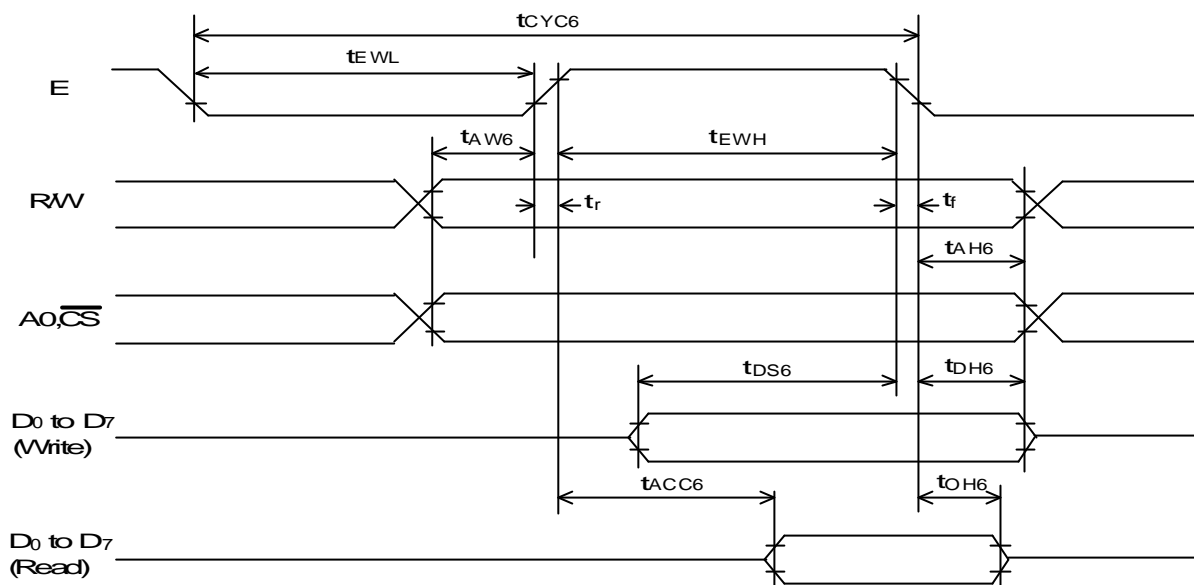 tCYC6
tEWL
E
tAW6
tEWH
R/W
tr
tf
tAH6
A0,CS
tDS6
tDH6
D0 to D7
(Write)
tACC6
tOH6
D0 to D7
(Read)